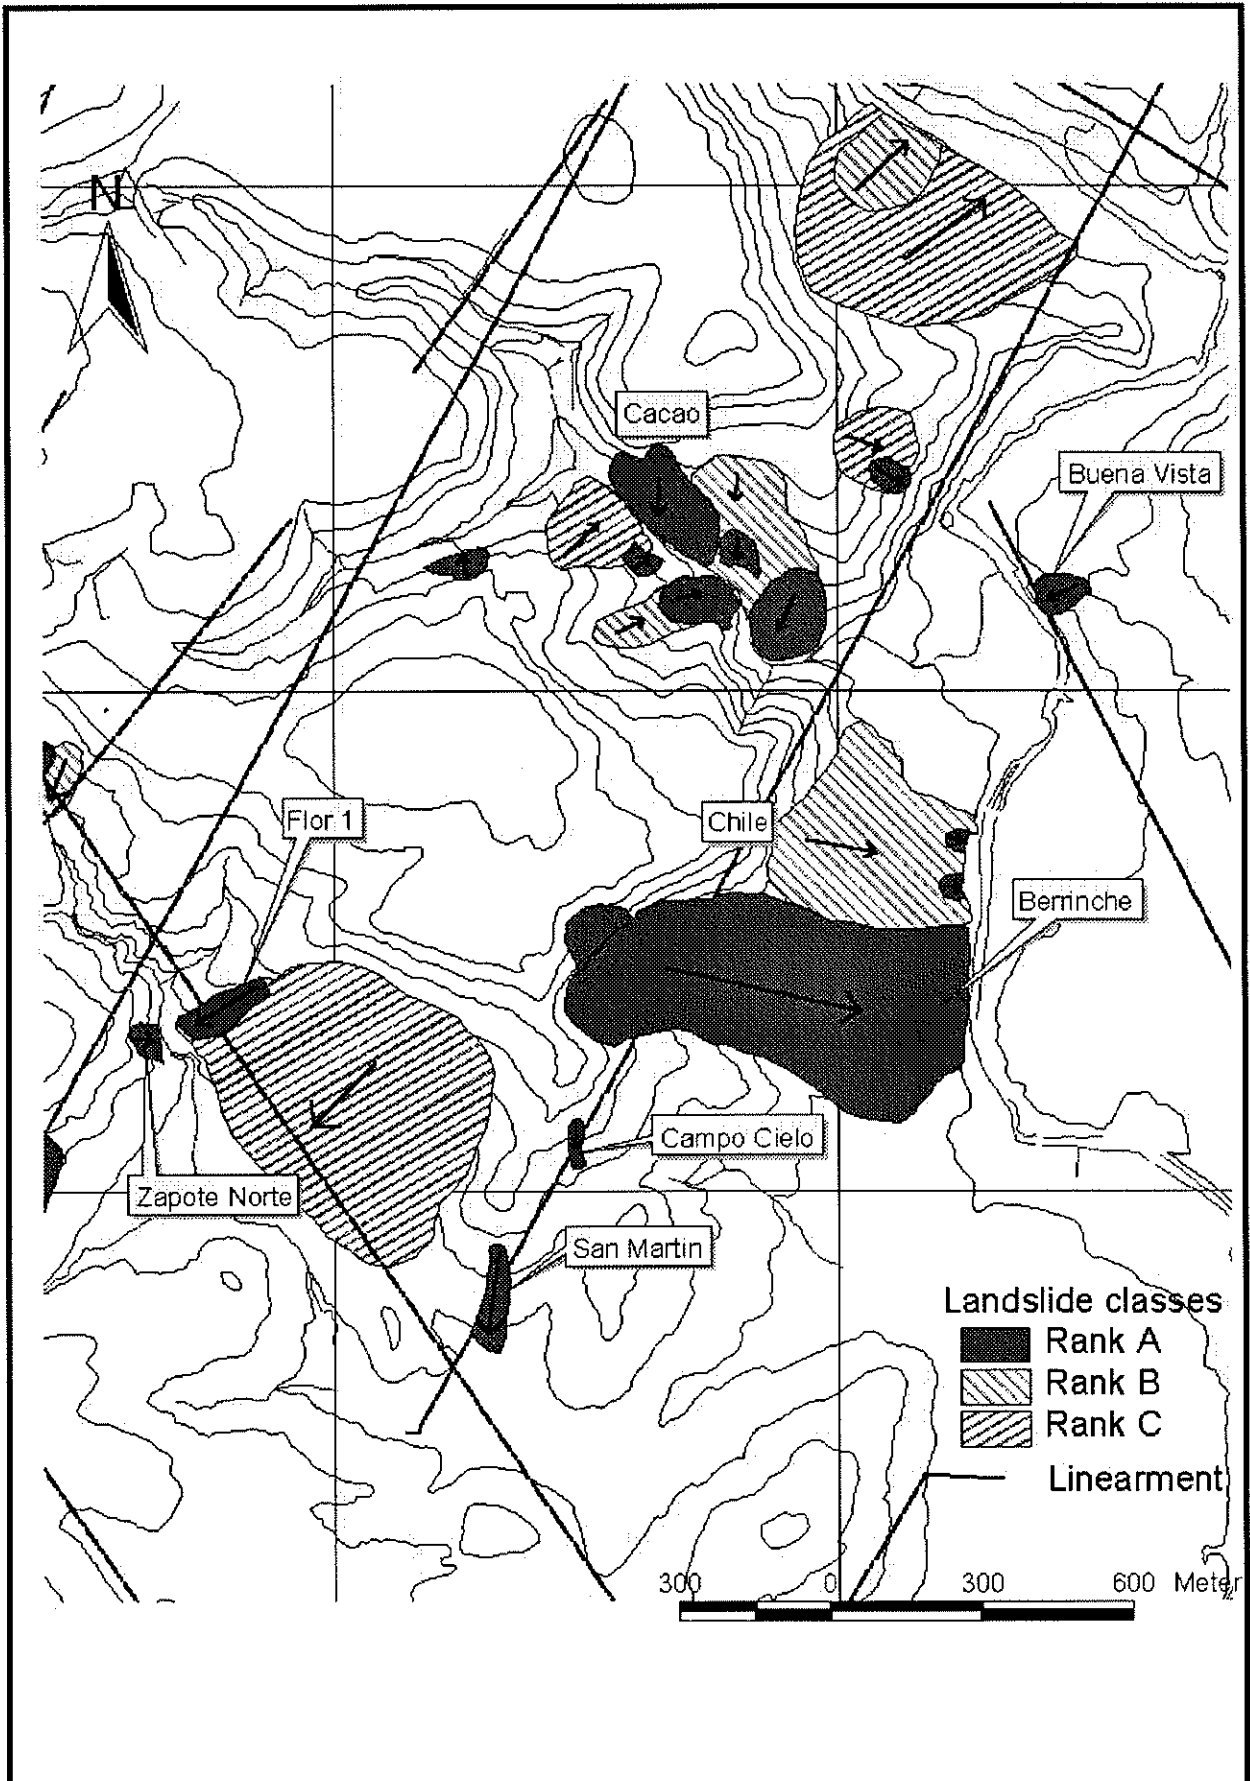 N
Cacao
Buena Vista
Flor 1
Chile
Berrinche
Campo Cielo
Zapote Norte
San Martin
Landslide classes
Rank A
Rank B
Rank C
Linearment
300 0 300 600 Meter